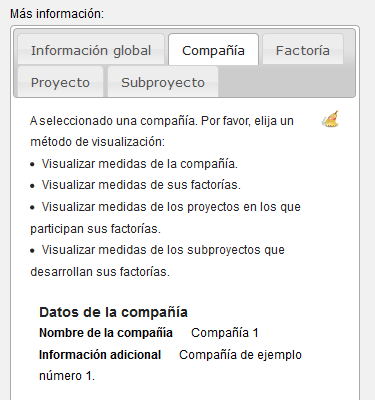 Más información:
Información global Compañía Factoría
Proyecto Subproyecto
A seleccionado una compañía. Por favor, elija un
método de visualización:
• Visualizar medidas de la compañía.
• Visualizar medidas de sus factorías.
• Visualizar medidas de los proyectos en los que
participan sus factorías.
• Visualizar medidas de los subproyectos que
desarrollan sus factorías.
Datos de la compañía
Nombre de la compañía Compañía 1
Información adicional Compañía de ejemplo
número 1.